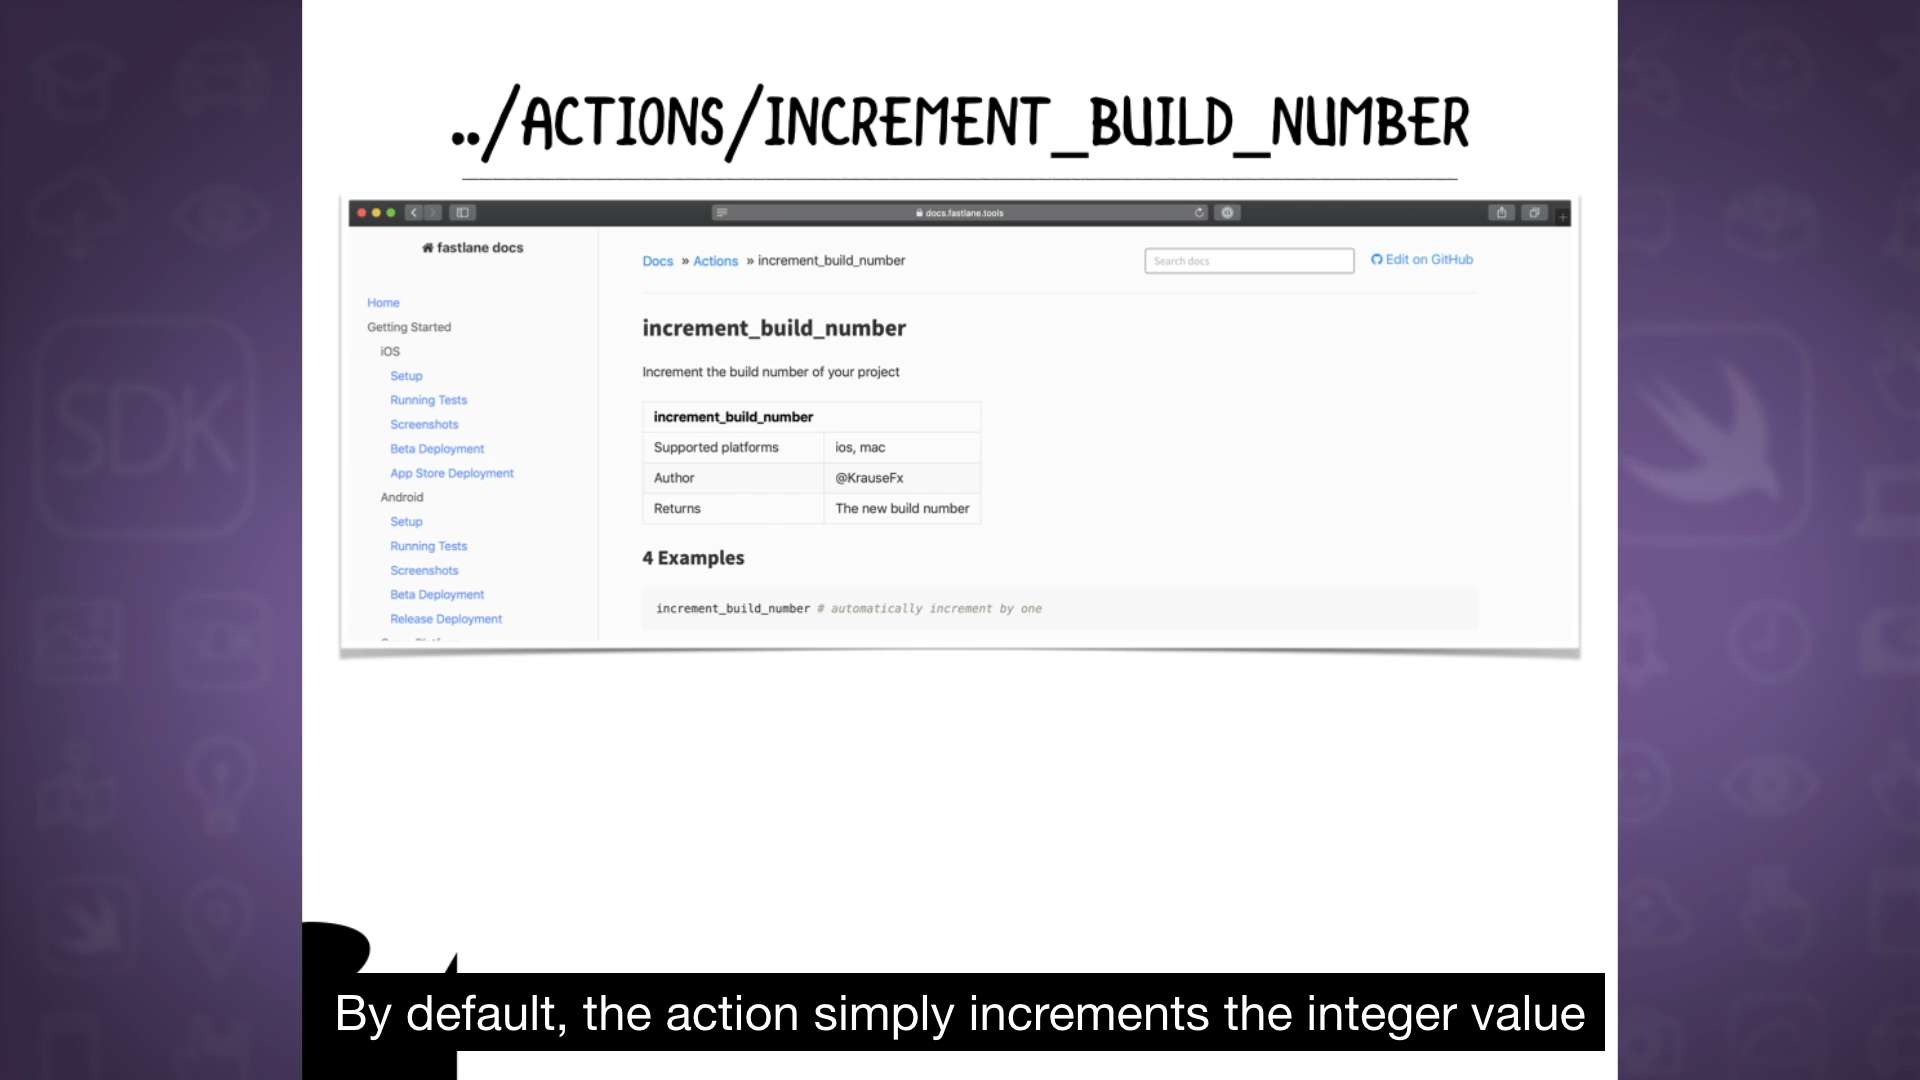 ../ACTIONS/INCREMENT_BUILD_NUMBER
docs.fastlane.tools
fastlane docs
Docs » Actions » increment_build_number
Search docs
Edit on GitHub
Home
Getting Started
iOS
Setup
Running Tests
Screenshots
Beta Deployment
App Store Deployment
Android
Setup
Running Tests
Screenshots
Beta Deployment
Release Deployment
increment_build_number
Increment the build number of your project
increment_build_number
Supported platforms ios, mac
Author @KrauseFx
Returns The new build number
4 Examples
increment_build_number # automatically increment by one
SDK
By default, the action simply increments the integer value